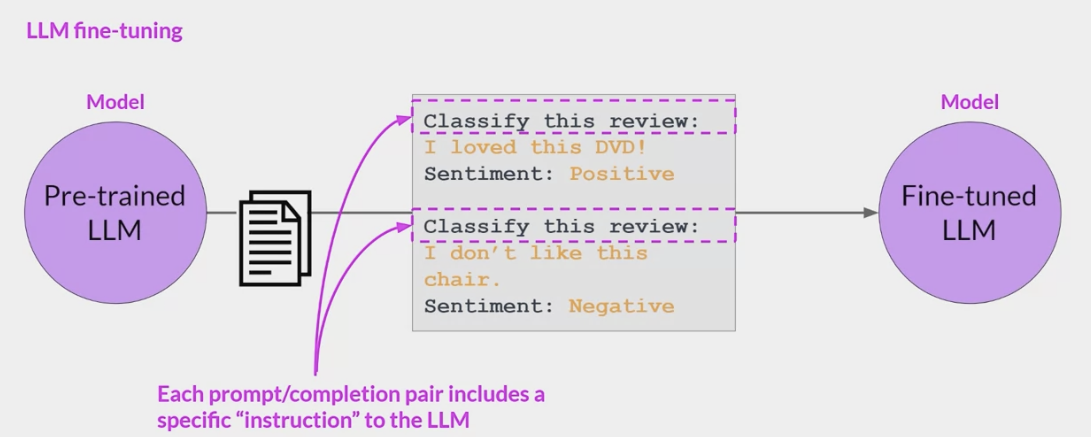 LLM fine-tuning
Model
Pre-trained
LLM
Classify this review:
I loved this DVD!
Sentiment: Positive
Classify this review:
I don't like this
chair.
Sentiment: Negative
Model
Fine-tuned
LLM
Each prompt/completion pair includes a
specific “instruction” to the LLM